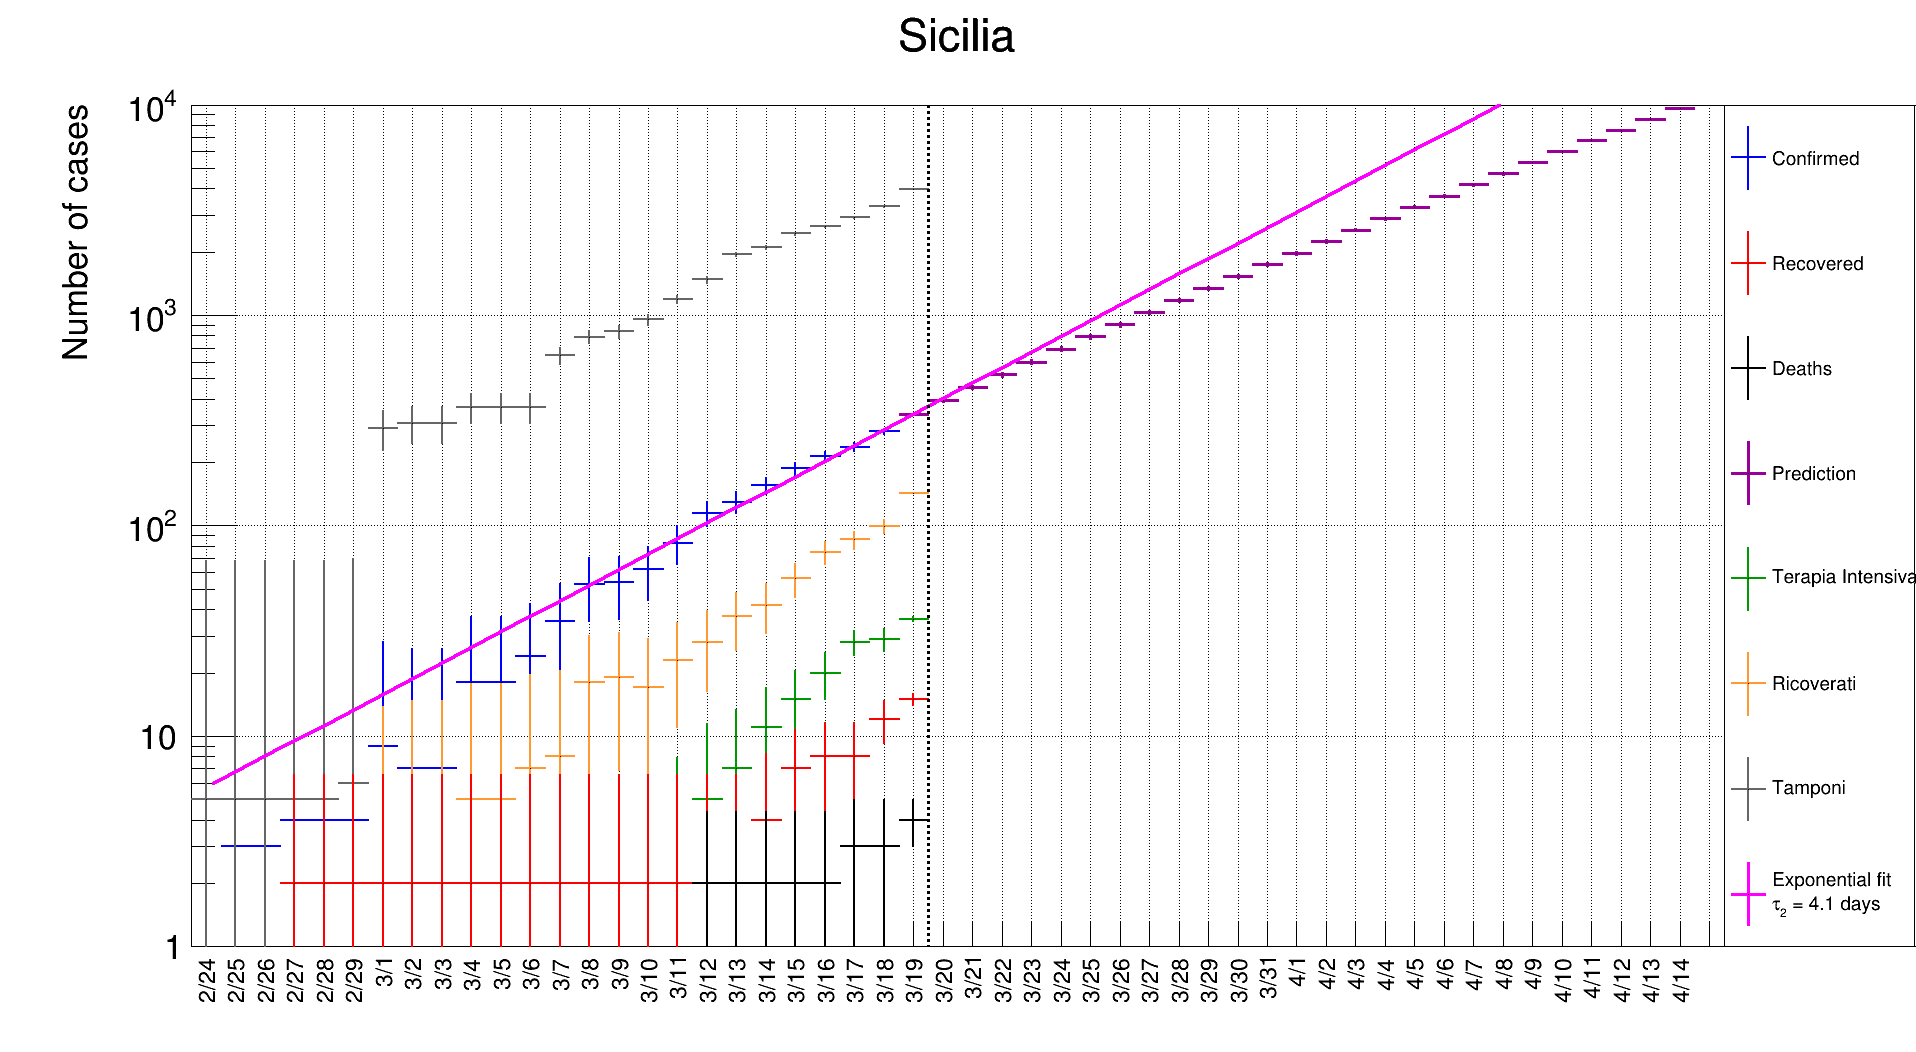 Sicilia
Number of cases
10⁴
10³
10²
10
1
2/24 2/25 2/26 2/27 2/28 2/29 3/1 3/2 3/3 3/4 3/5 3/6 3/7 3/8 3/9 3/10 3/11 3/12 3/13 3/14 3/15 3/16 3/17 3/18 3/19 3/20 3/21 3/22 3/23 3/24 3/25 3/26 3/27 3/28 3/29 3/30 3/31 4/1 4/2 4/3 4/4 4/5 4/6 4/7 4/8 4/9 4/10 4/11 4/12 4/13 4/14
Confirmed
Recovered
Deaths
Prediction
Terapia Intensiva
Ricoverati
Tamponi
Exponential fit
τ₂ = 4.1 days